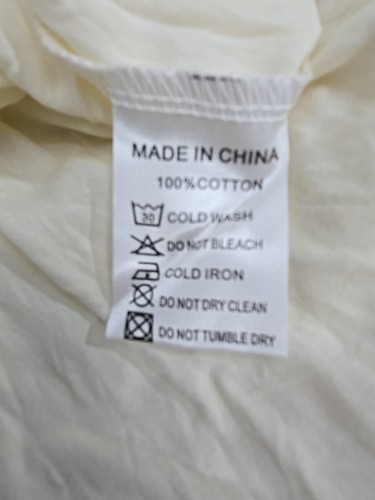 MADE IN CHINA
100%COTTON
30 COLD WASH
DO NOT BLEACH
COLD IRON
DO NOT DRY CLEAN
DO NOT TUMBLE DRY